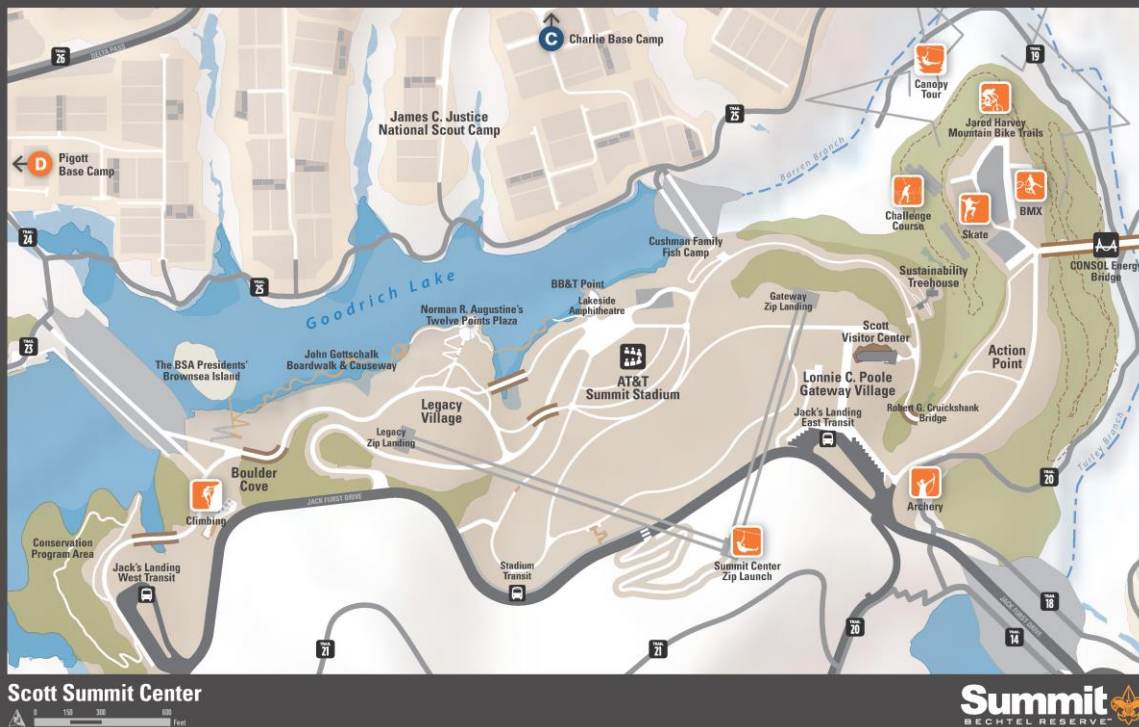 TRAIL
26
DELTA PASS
C
Charlie Base Camp
Canopy
Tour
TRAIL
19
Jared Harvey
Mountain Bike Trails
James C. Justice
National Scout Camp
TRAIL
25
D
Pigott
Base Camp
Barren Branch
Challenge
Course
Skate
BMX
TRAIL
24
Cushman Family
Fish Camp
CONSOL Energy
Bridge
Sustainability
Treehouse
TRAIL
25
Goodrich Lake
BB&T Point
Lakeside
Amphitheatre
Gateway
Zip Landing
Norman R. Augustine's
Twelve Points Plaza
Scott
Visitor Center
TRAIL
23
John Gottschalk
Boardwalk & Causeway
The BSA Presidents'
Brownsea Island
AT&T
Summit Stadium
Action
Point
Lonnie C. Poole
Gateway Village
Legacy
Village
Jack's Landing
East Transit
Robert G. Cruickshank
Bridge
Legacy
Zip Landing
Turley Branch
Boulder
Cove
TRAIL
20
JACK FURST DRIVE
Archery
Climbing
Conservation
Program Area
Jack's Landing
West Transit
Stadium
Transit
Summit Center
Zip Launch
JACK FURST DRIVE
TRAIL
18
TRAIL
20
TRAIL
14
TRAIL
21
TRAIL
21
Scott Summit Center
0 150 300 600
Feet
Summit
BECHTEL RESERVE